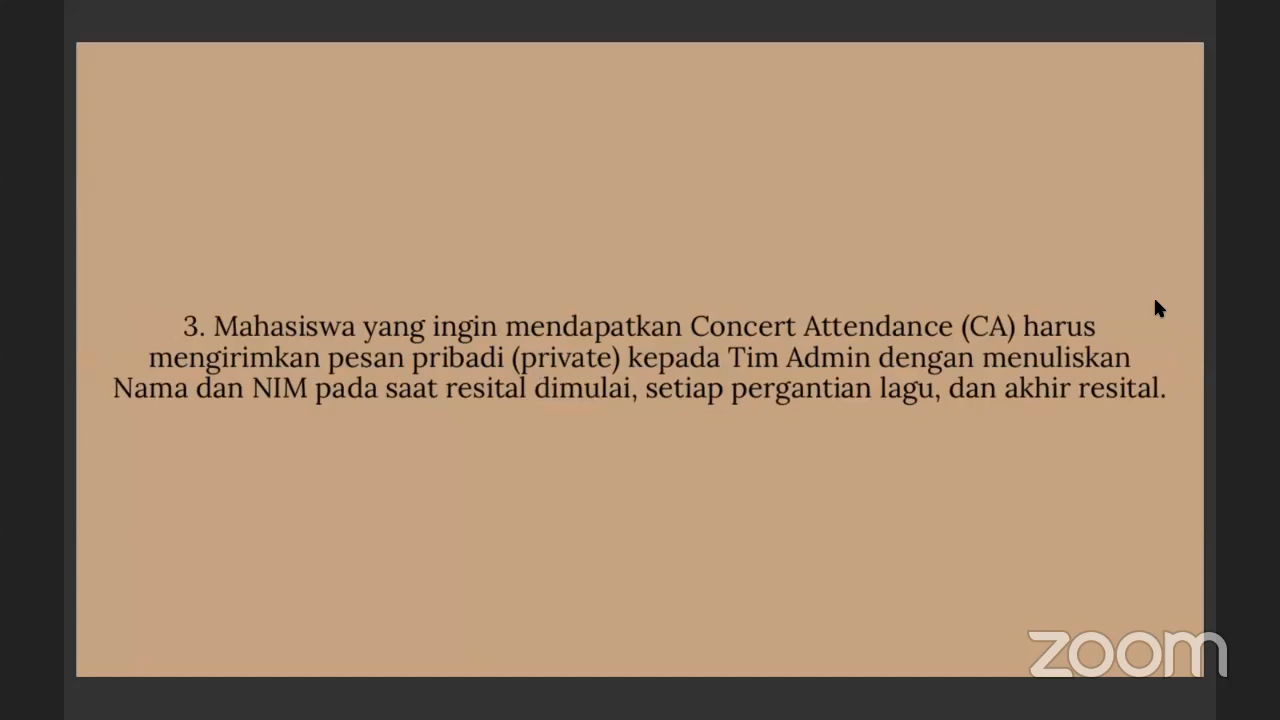 3. Mahasiswa yang ingin mendapatkan Concert Attendance (CA) harus
mengirimkan pesan pribadi (private) kepada Tim Admin dengan menuliskan
Nama dan NIM pada saat resital dimulai, setiap pergantian lagu, dan akhir resital.
zoom